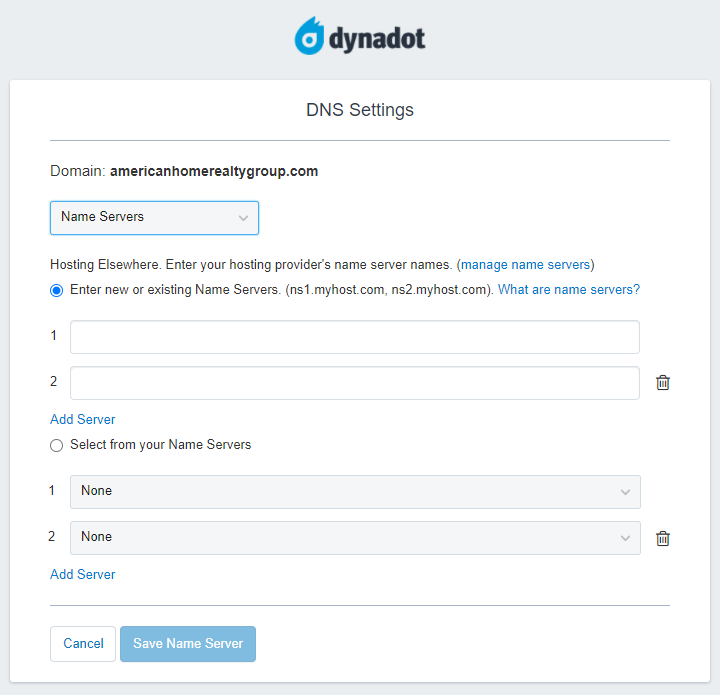 dynadot
DNS Settings
Domain: americanhomerealtygroup.com
Name Servers
Hosting Elsewhere. Enter your hosting provider's name server names. (manage name servers)
Enter new or existing Name Servers. (ns1.myhost.com, ns2.myhost.com). What are name servers?
1
2
Add Server
Select from your Name Servers
1 None
2 None
Add Server
Cancel Save Name Server